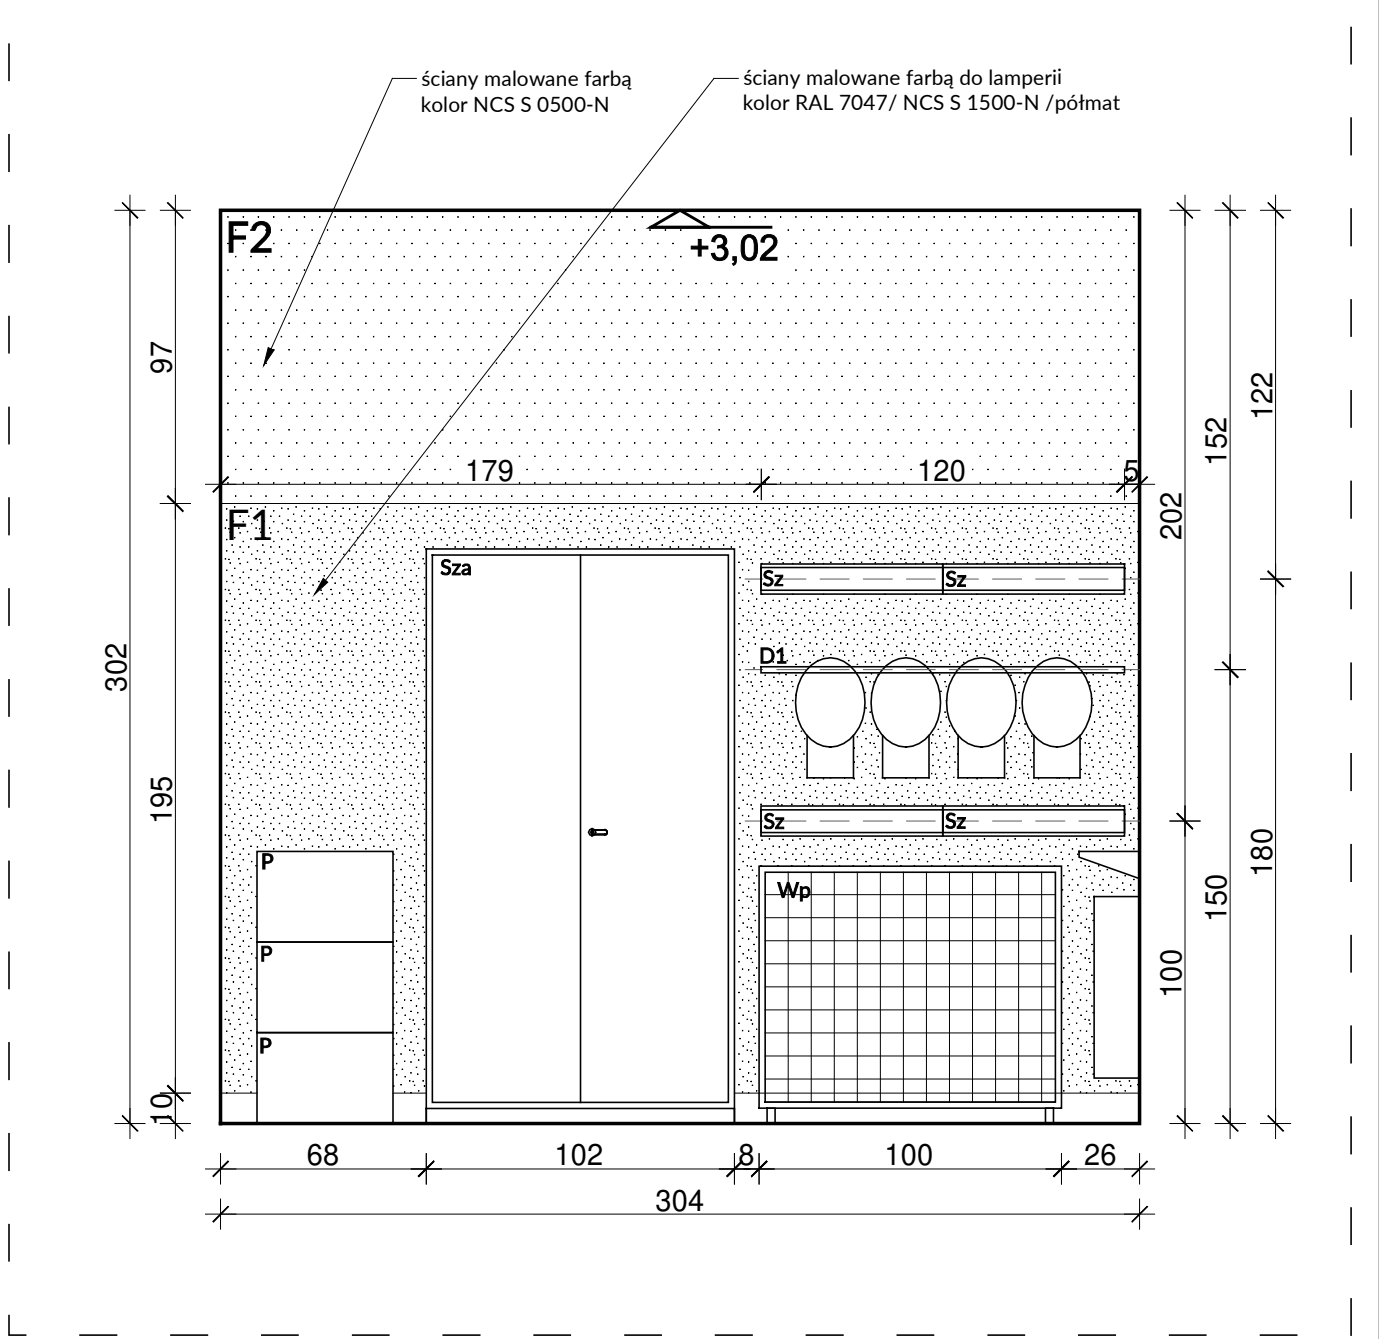 ściany malowane farbą
kolor NCS S 0500-N
ściany malowane farbą do lamperii
kolor RAL 7047/ NCS S 1500-N /półmat
F2
+3,02
97
122
152
179
120
5
202
F1
Sza
Sz
Sz
302
D1
195
Sz
Sz
180
P
Wp
150
P
100
P
10
68
102
8
100
26
304